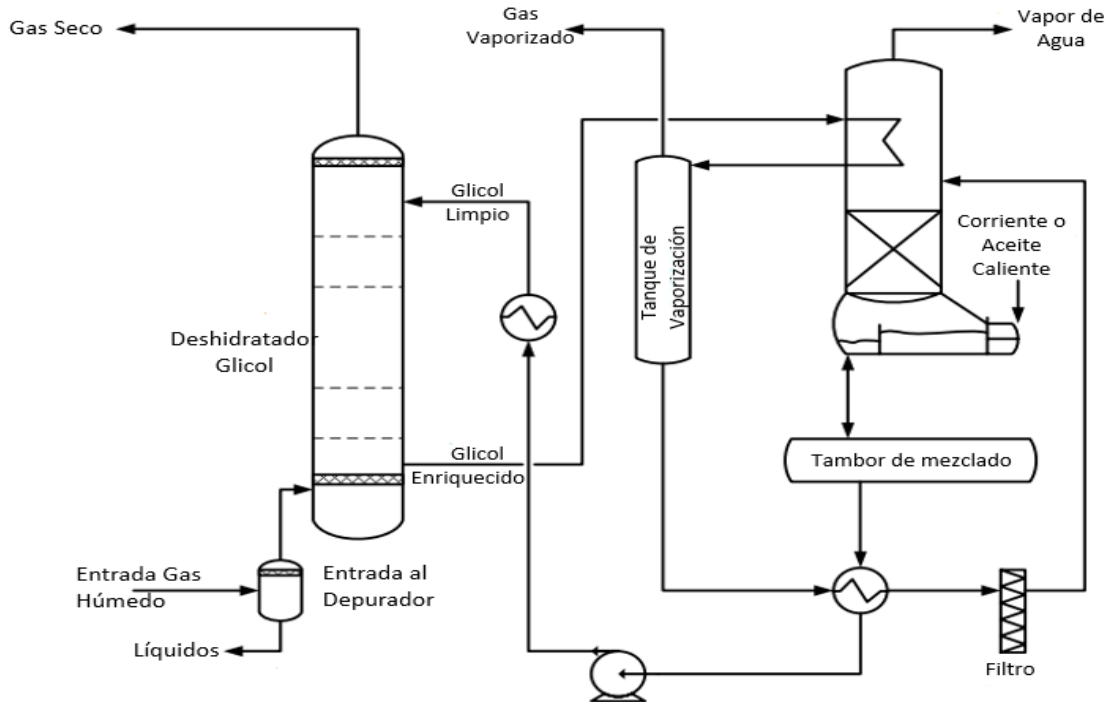 Gas Seco
Gas
Vaporizado
Vapor de
Agua
Glicol
Limpio
Corriente o
Aceite
Caliente
Tanque de
Vaporización
Deshidratador
Glicol
Glicol
Enriquecido
Tambor de mezclado
Entrada Gas
Húmedo
Entrada al
Depurador
Líquidos
Filtro